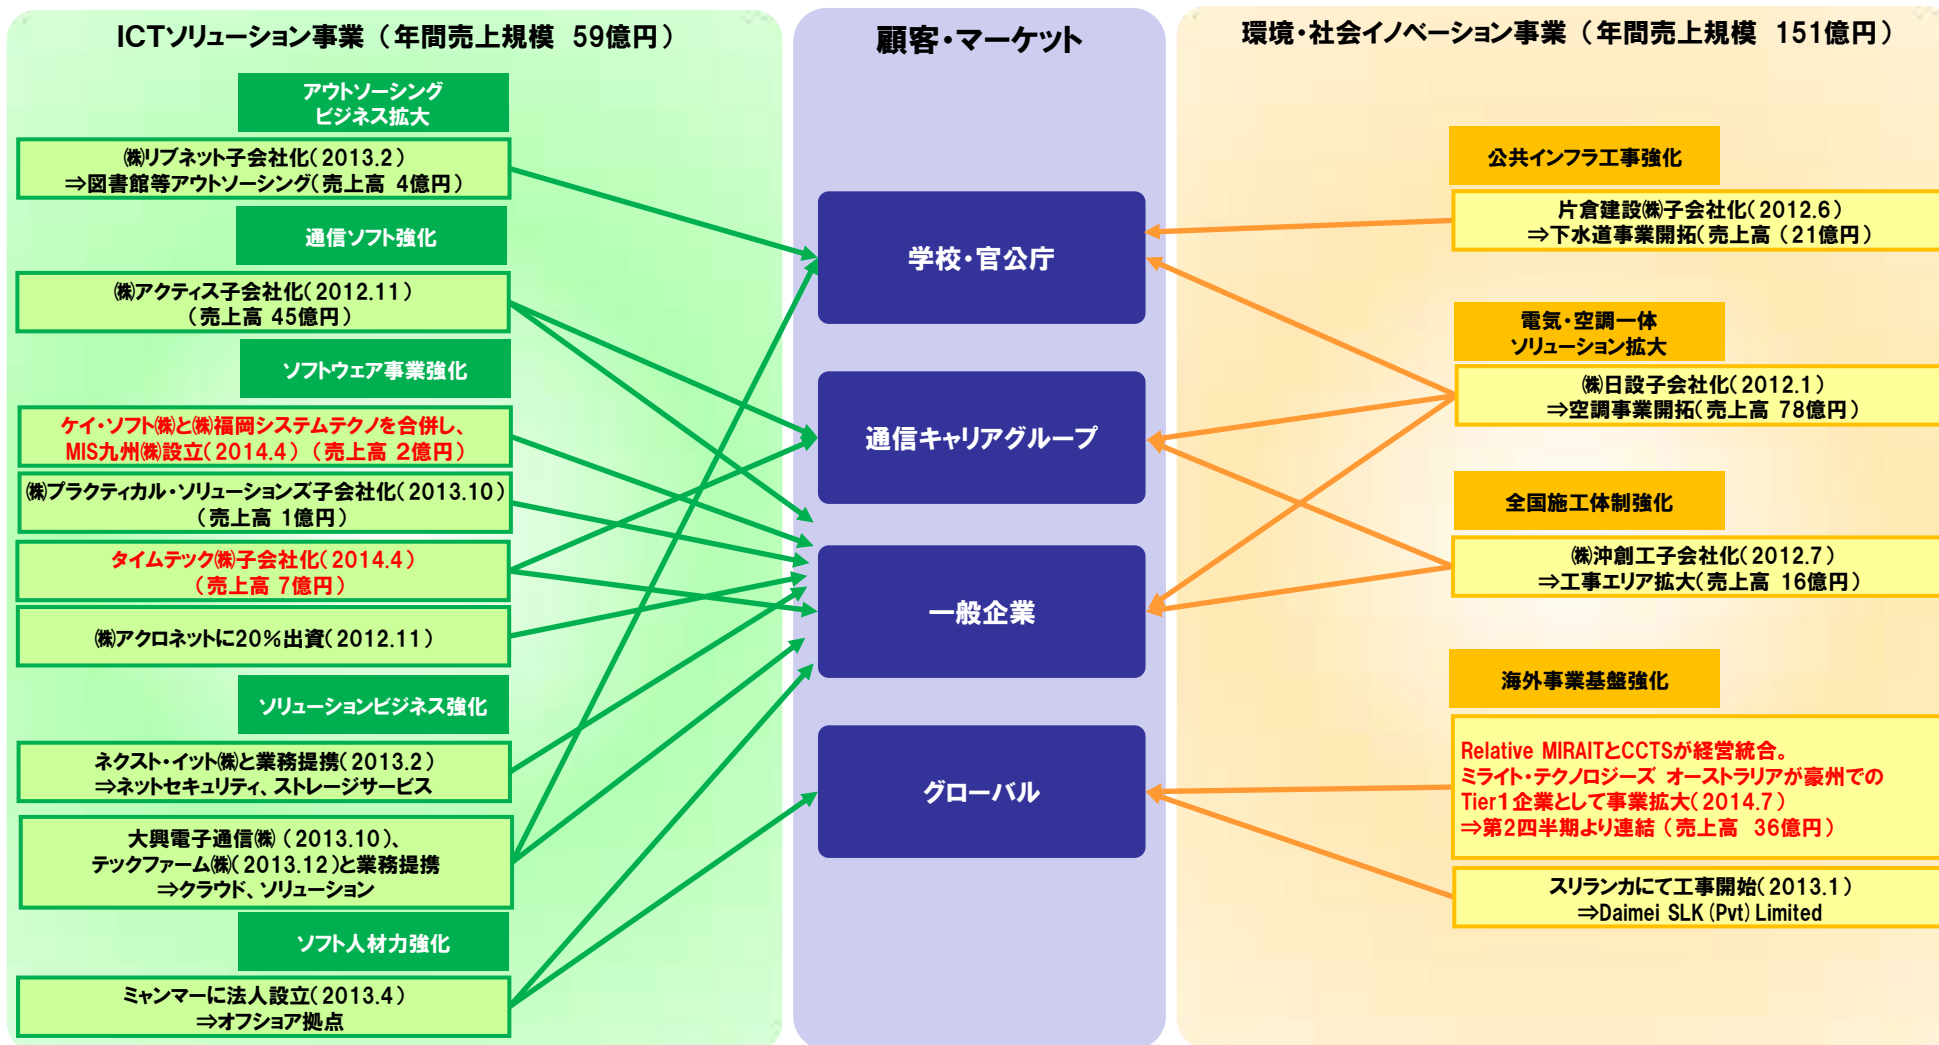 ICTソリューション事業（年間売上規模 59億円）
アウトソーシング
ビジネス拡大
㈱リブネット子会社化（2013.2）
⇒図書館等アウトソーシング（売上高 4億円）
通信ソフト強化
㈱アクティス子会社化（2012.11）
（売上高 45億円）
ソフトウェア事業強化
ケイ・ソフト㈱と㈱福岡システムテクノを合併し、
MIS九州㈱設立（2014.4）（売上高 2億円）
㈱プラクティカル・ソリューションズ子会社化（2013.10）
（売上高 1億円）
タイムテック㈱子会社化（2014.4）
（売上高 7億円）
㈱アクロネットに20％出資（2012.11）
ソリューションビジネス強化
ネクスト・イット㈱と業務提携（2013.2）
⇒ネットセキュリティ、ストレージサービス
大興電子通信㈱（2013.10）、
テックファーム㈱（2013.12）と業務提携
⇒クラウド、ソリューション
ソフト人材力強化
ミャンマーに法人設立（2013.4）
⇒オフショア拠点
顧客・マーケット
学校・官公庁
通信キャリアグループ
一般企業
グローバル
環境・社会イノベーション事業（年間売上規模 151億円）
公共インフラ工事強化
片倉建設㈱子会社化（2012.6）
⇒下水道事業開拓（売上高（21億円）
電気・空調一体
ソリューション拡大
㈱日設子会社化（2012.1）
⇒空調事業開拓（売上高 78億円）
全国施工体制強化
㈱沖創工子会社化（2012.7）
⇒工事エリア拡大（売上高 16億円）
海外事業基盤強化
Relative MIRAITとCCTSが経営統合。
ミライト・テクノロジーズ オーストラリアが豪州での
Tier1企業として事業拡大（2014.7）
⇒第2四半期より連結（売上高 36億円）
スリランカにて工事開始（2013.1）
⇒Daimei SLK (Pvt) Limited